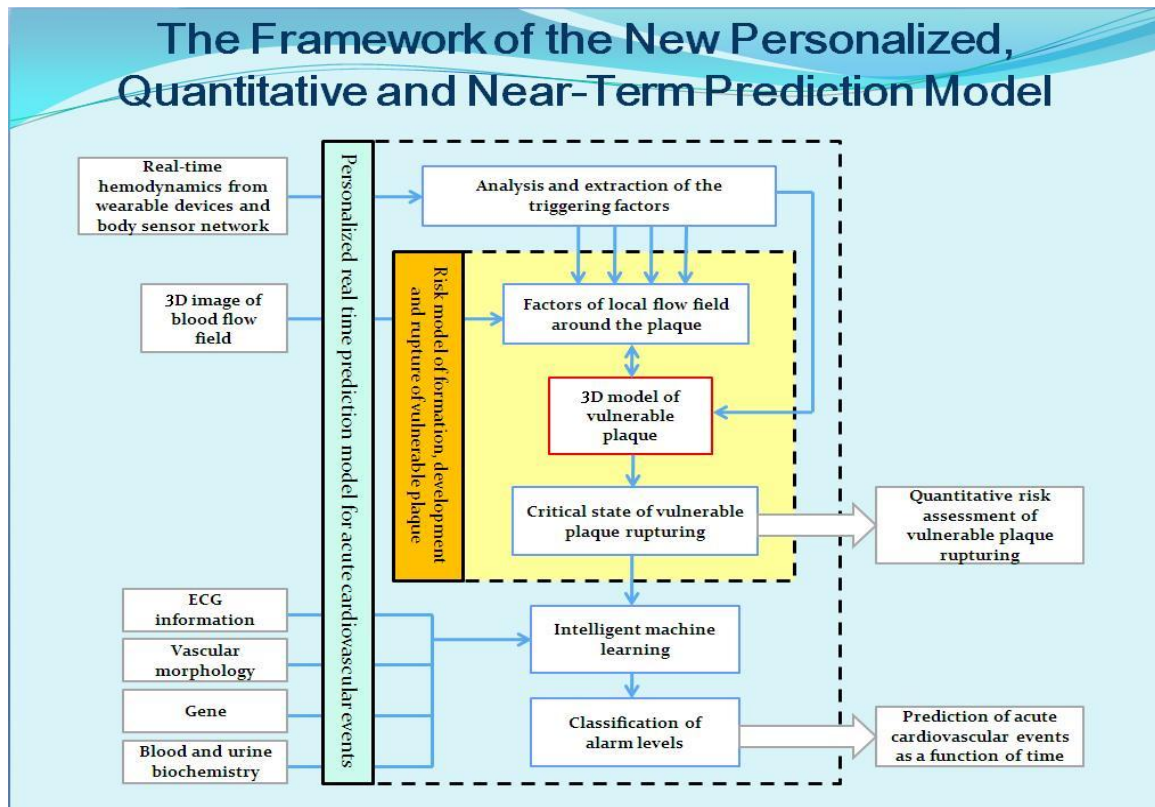 The Framework of the New Personalized,
Quantitative and Near-Term Prediction Model
Real-time
hemodynamics from
wearable devices and
body sensor network
3D image of
blood flow
field
ECG
information
Vascular
morphology
Gene
Blood and urine
biochemistry
Personalized real time prediction model for acute cardiovascular events
Risk model of formation, development
and rupture of vulnerable plaque
Analysis and extraction of the
triggering factors
Factors of local flow field
around the plaque
3D model of
vulnerable
plaque
Critical state of vulnerable
plaque rupturing
Intelligent machine
learning
Classification of
alarm levels
Quantitative risk
assessment of
vulnerable plaque
rupturing
Prediction of acute
cardiovascular events
as a function of time